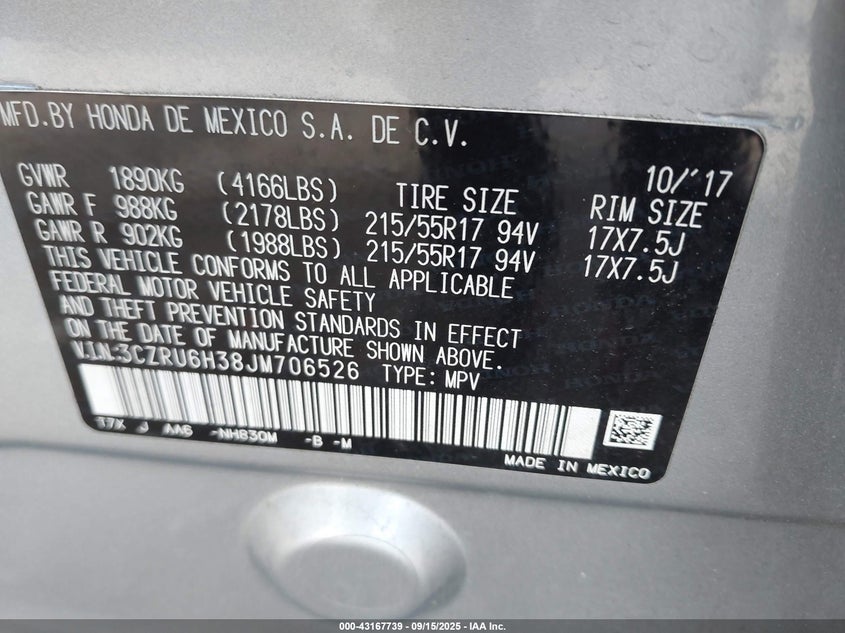 MFD.BY HONDA DE MEXICO S.A. DE C.V.
10/'17
GVWR 1890KG (4166LBS) TIRE SIZE RIM SIZE
GAWR F 988KG (2178LBS) 215/55R17 94V 17X7.5J
GAWR R 902KG (1988LBS) 215/55R17 94V 17X7.5J
THIS VEHICLE CONFORMS TO ALL APPLICABLE
FEDERAL MOTOR VEHICLE SAFETY
AND THEFT PREVENTION STANDARDS IN EFFECT
ON THE DATE OF MANUFACTURE SHOWN ABOVE.
V.I.N:3CZRU6H38JM706526 TYPE: MPV
T7X J AA6 -NH830M -B -M
MADE IN MEXICO
000-43167739 - 09/15/2025 - IAA Inc.